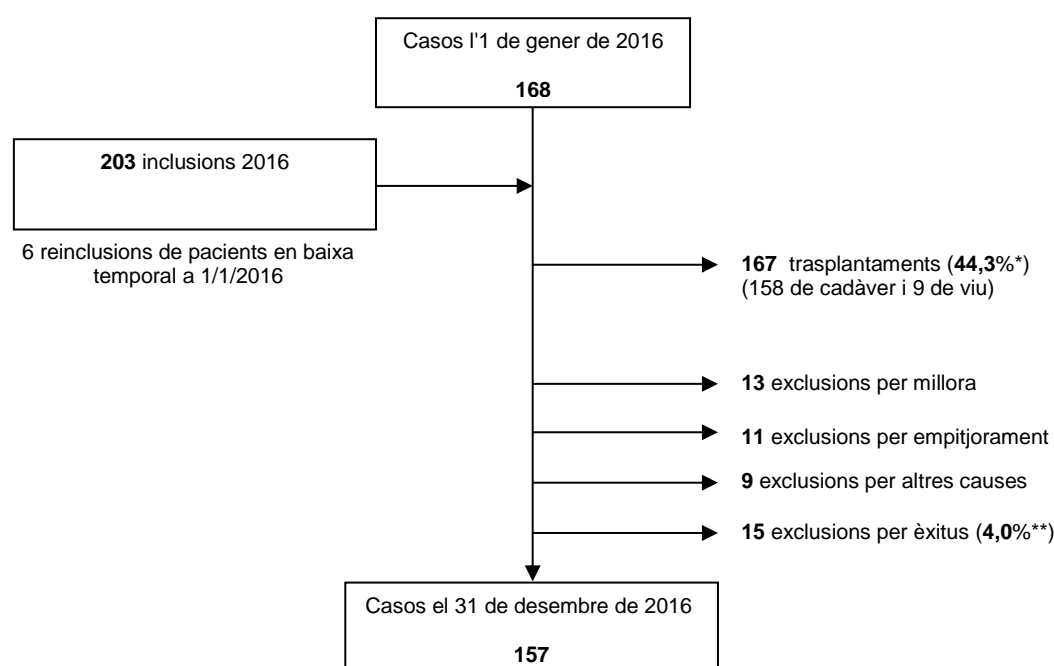 Casos l'1 de gener de 2016
168
203 inclusions 2016
6 reinclusions de pacients en baixa
temporal a 1/1/2016
167 trasplantaments (44,3%*)
(158 de cadàver i 9 de viu)
13 exclusions per millora
11 exclusions per empitjorament
9 exclusions per altres causes
15 exclusions per èxitus (4,0%**)
Casos el 31 de desembre de 2016
157